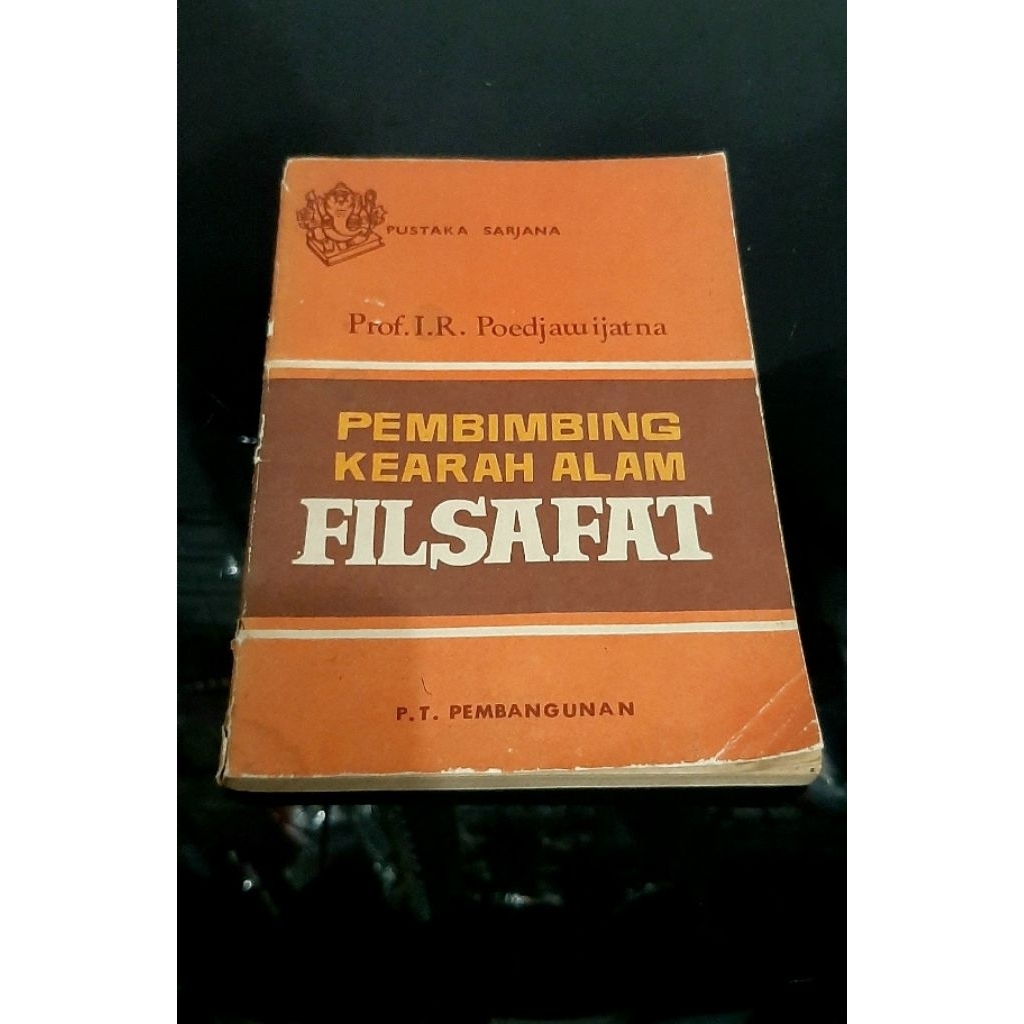 PUSTAKA SARJANA
Prof. I.R. Poedjawijatna
PEMBIMBING
KEARAH ALAM
FILSAFAT
P.T. PEMBANGUNAN